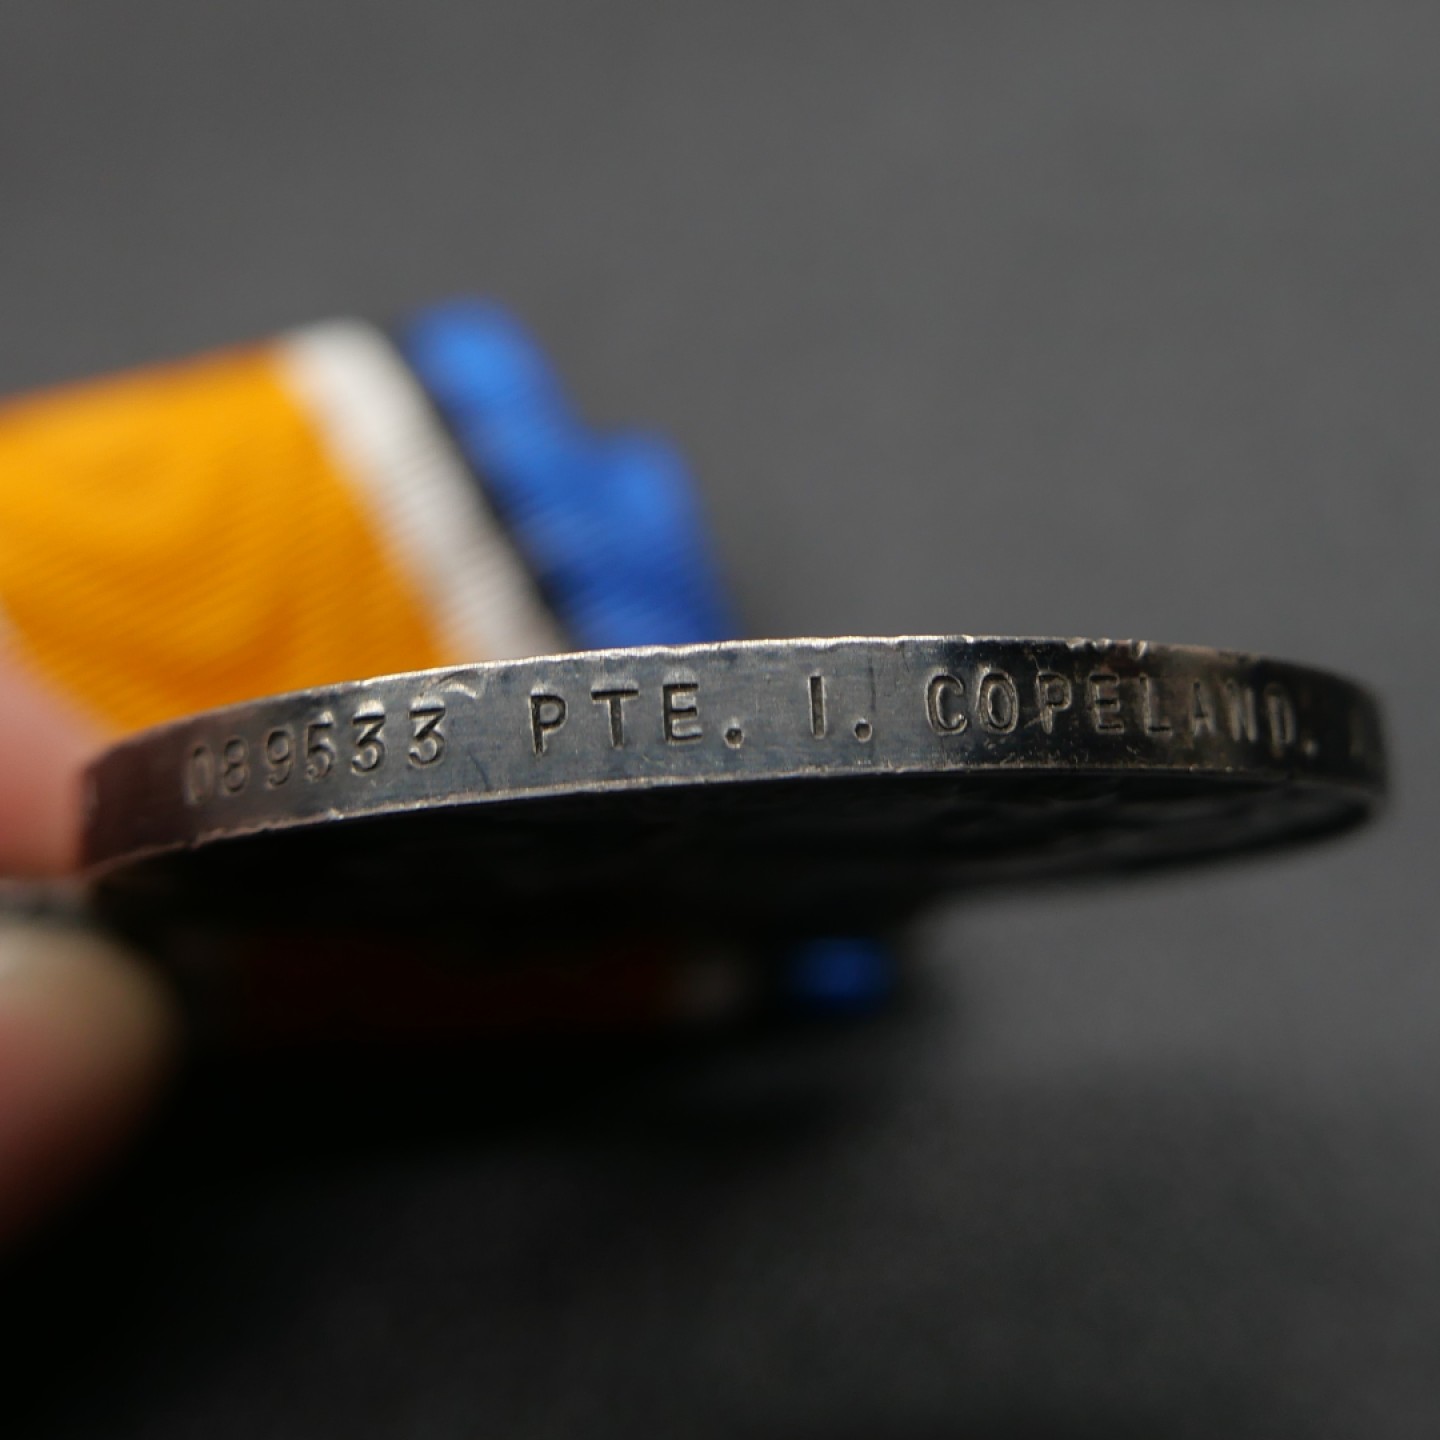 089533 PTE. I. COPELAND.